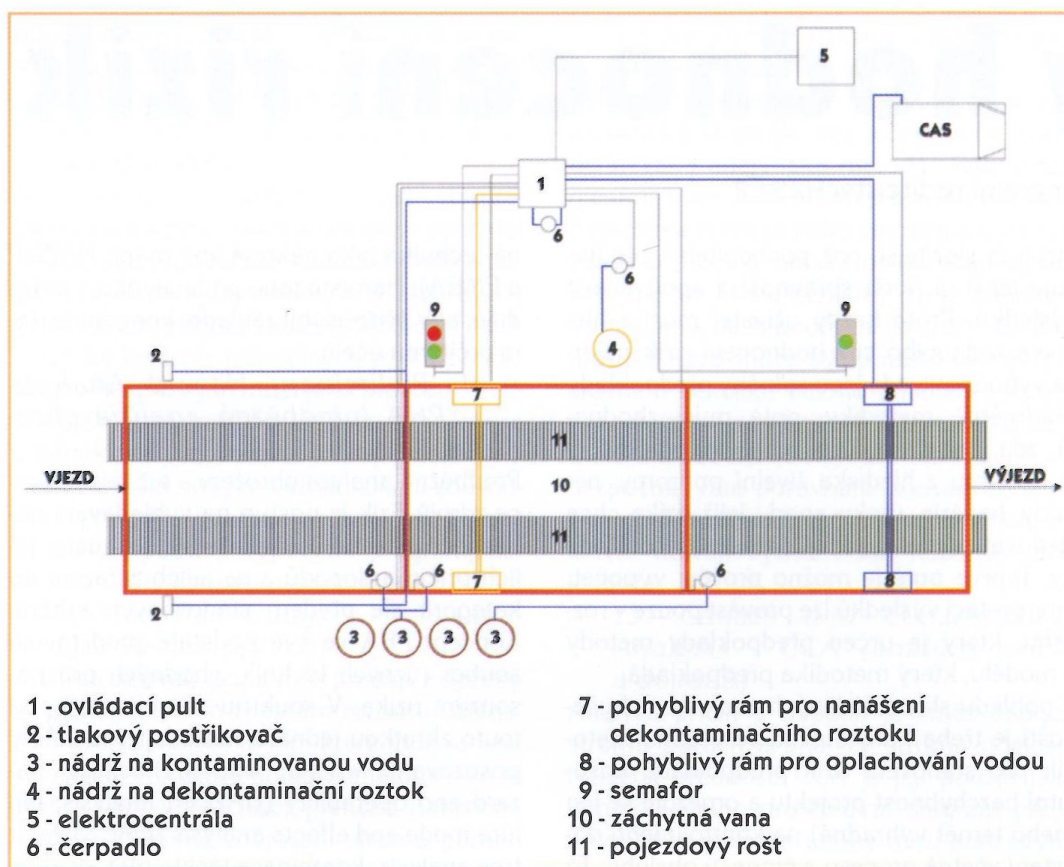 5
CAS
1
6
6
9
9
4
2
7
8
11
VJEZD
10
VÝJEZD
11
6
6
7
6
8
2
3
3
3
3
1 - ovládací pult
2 - tlakový postřikovač
3 - nádrž na kontaminovanou vodu
4 - nádrž na dekontaminační roztok
5 - elektrocentrála
6 - čerpadlo
7 - pohyblivý rám pro nanášení
dekontaminačního roztoku
8 - pohyblivý rám pro oplachování vodou
9 - semafor
10 - záchytná vana
11 - pojezdový rošt